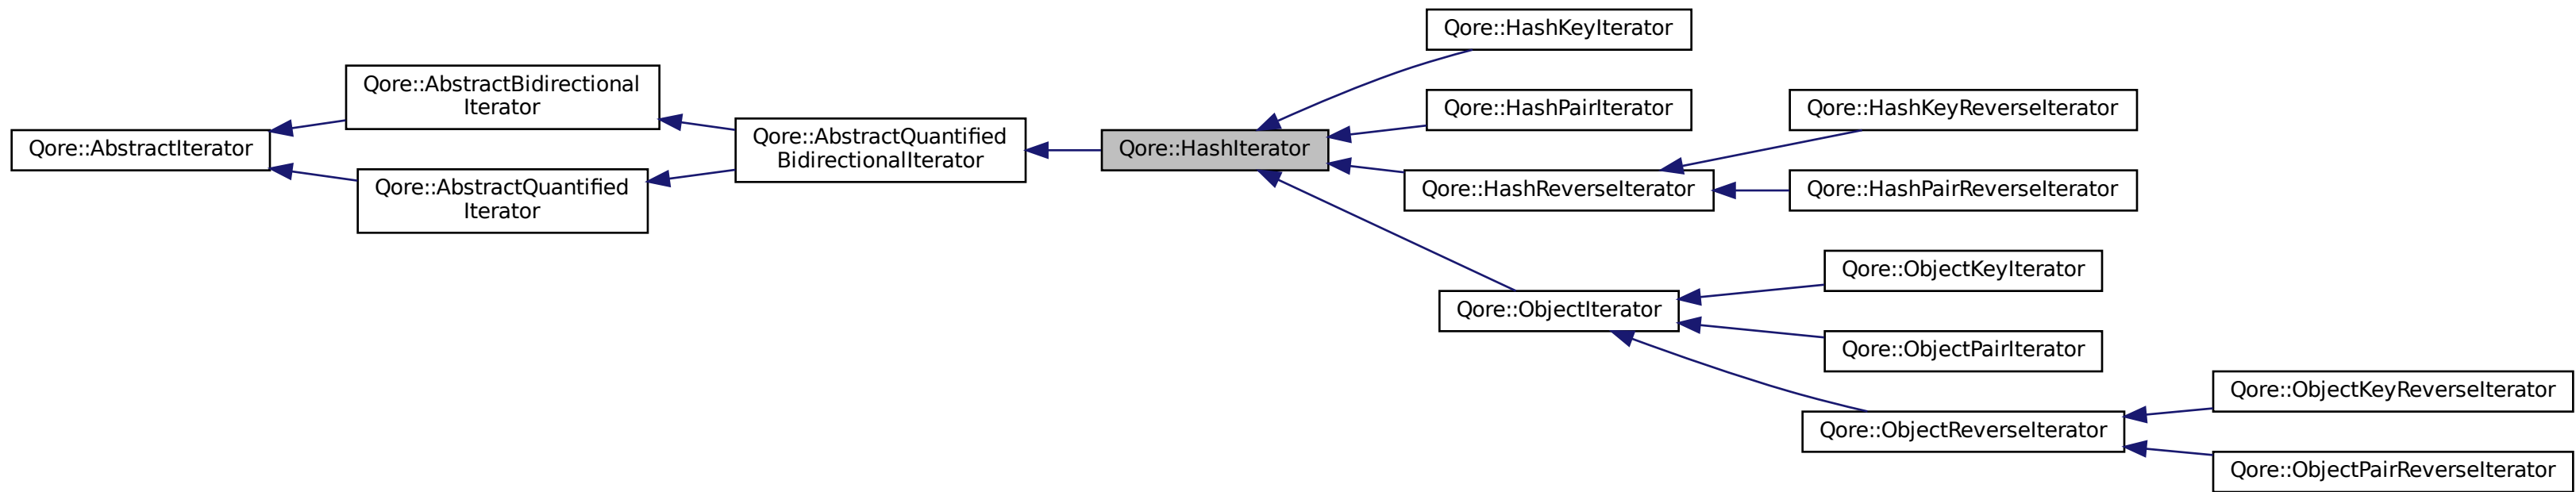 Qore::AbstractIterator
Qore::AbstractBidirectional
Iterator
Qore::AbstractQuantified
Iterator
Qore::AbstractQuantified
BidirectionalIterator
Qore::HashIterator
Qore::HashKeyIterator
Qore::HashPairIterator
Qore::HashReverseIterator
Qore::HashKeyReverseIterator
Qore::HashPairReverseIterator
Qore::ObjectIterator
Qore::ObjectKeyIterator
Qore::ObjectPairIterator
Qore::ObjectReverseIterator
Qore::ObjectKeyReverseIterator
Qore::ObjectPairReverseIterator